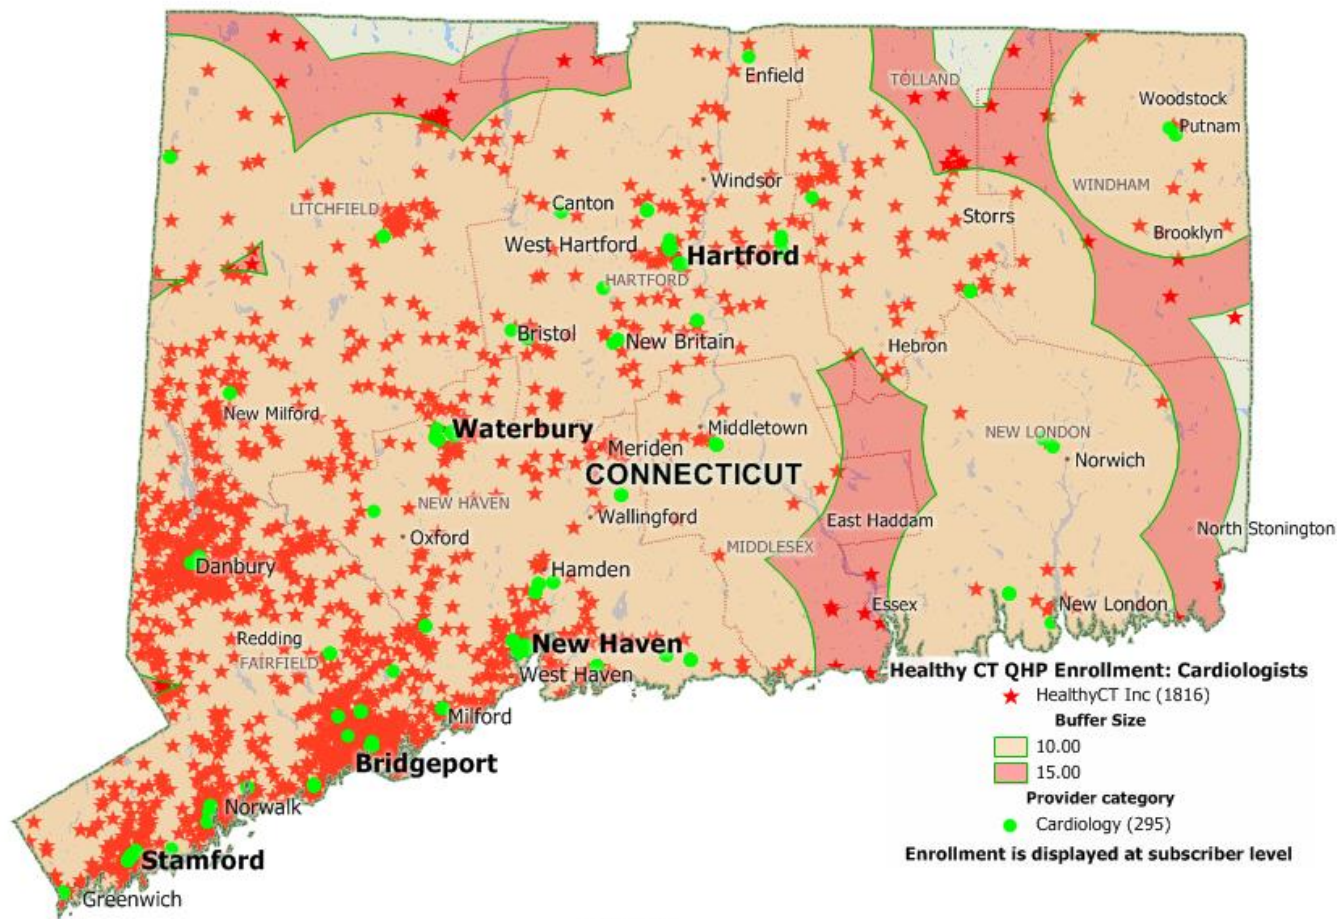 Enfield
TOLLAND
Woodstock
Putnam
Windsor
WINDHAM
Canton
LITCHFIELD
Storrs
Brooklyn
West Hartford
Hartford
HARTFORD
Bristol
New Britain
Hebron
New Milford
Waterbury
Middletown
NEW LONDON
Meriden
Norwich
CONNECTICUT
NEW HAVEN
Wallingford
East Haddam
North Stonington
Oxford
MIDDLESEX
Danbury
Hamden
Essex
New London
Redding
New Haven
FAIRFIELD
West Haven
Milford
Bridgeport
Norwalk
Stamford
Greenwich
Healthy CT QHP Enrollment: Cardiologists
HealthyCT Inc (1816)
Buffer Size
10.00
15.00
Provider category
Cardiology (295)
Enrollment is displayed at subscriber level